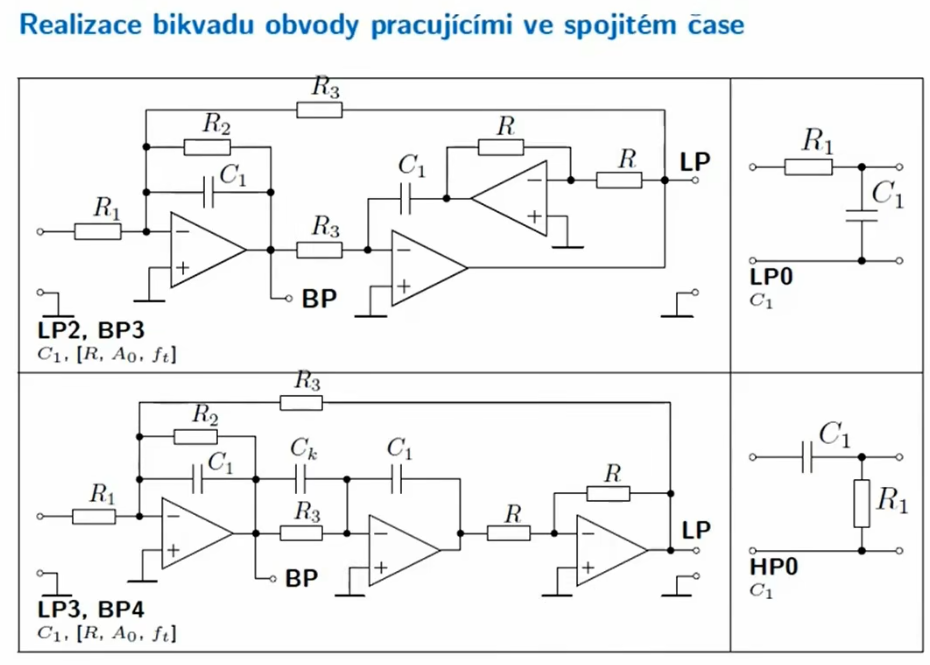 Realizace bikvadu obvody pracujícími ve spojitém čase
R₃
R₂
C₁
R₁
R₃
C₁
R
R
LP
BP
− + − + − +
LP2, BP3
C₁, [R, A₀, fₜ]
R₁
C₁
LP0
C₁
R₃
R₂
C₁
R₁
Cₖ
C₁
R₃
R
R
LP
BP
− + − + − +
LP3, BP4
C₁, [R, A₀, fₜ]
C₁
R₁
HP0
C₁